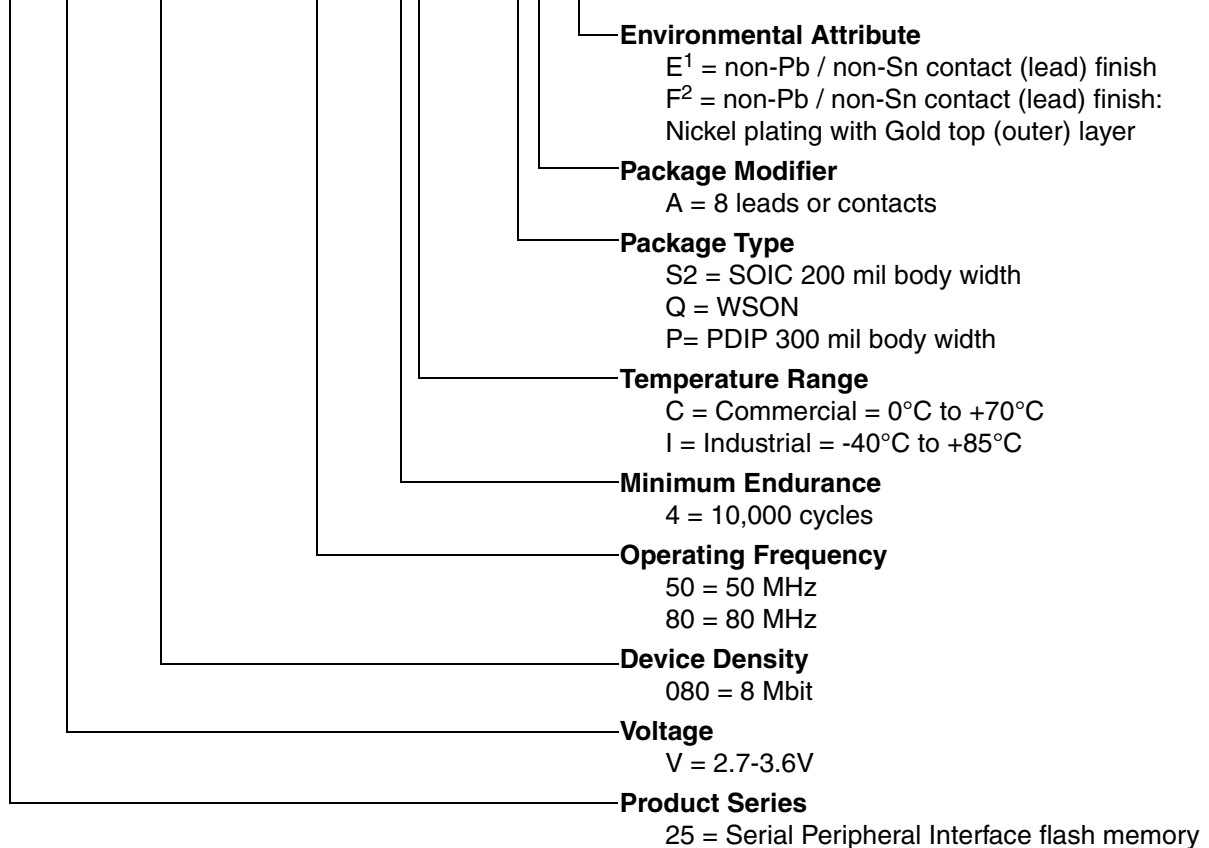 Environmental Attribute
E¹ = non-Pb / non-Sn contact (lead) finish
F² = non-Pb / non-Sn contact (lead) finish:
Nickel plating with Gold top (outer) layer
Package Modifier
A = 8 leads or contacts
Package Type
S2 = SOIC 200 mil body width
Q = WSON
P= PDIP 300 mil body width
Temperature Range
C = Commercial = 0°C to +70°C
I = Industrial = -40°C to +85°C
Minimum Endurance
4 = 10,000 cycles
Operating Frequency
50 = 50 MHz
80 = 80 MHz
Device Density
080 = 8 Mbit
Voltage
V = 2.7-3.6V
Product Series
25 = Serial Peripheral Interface flash memory